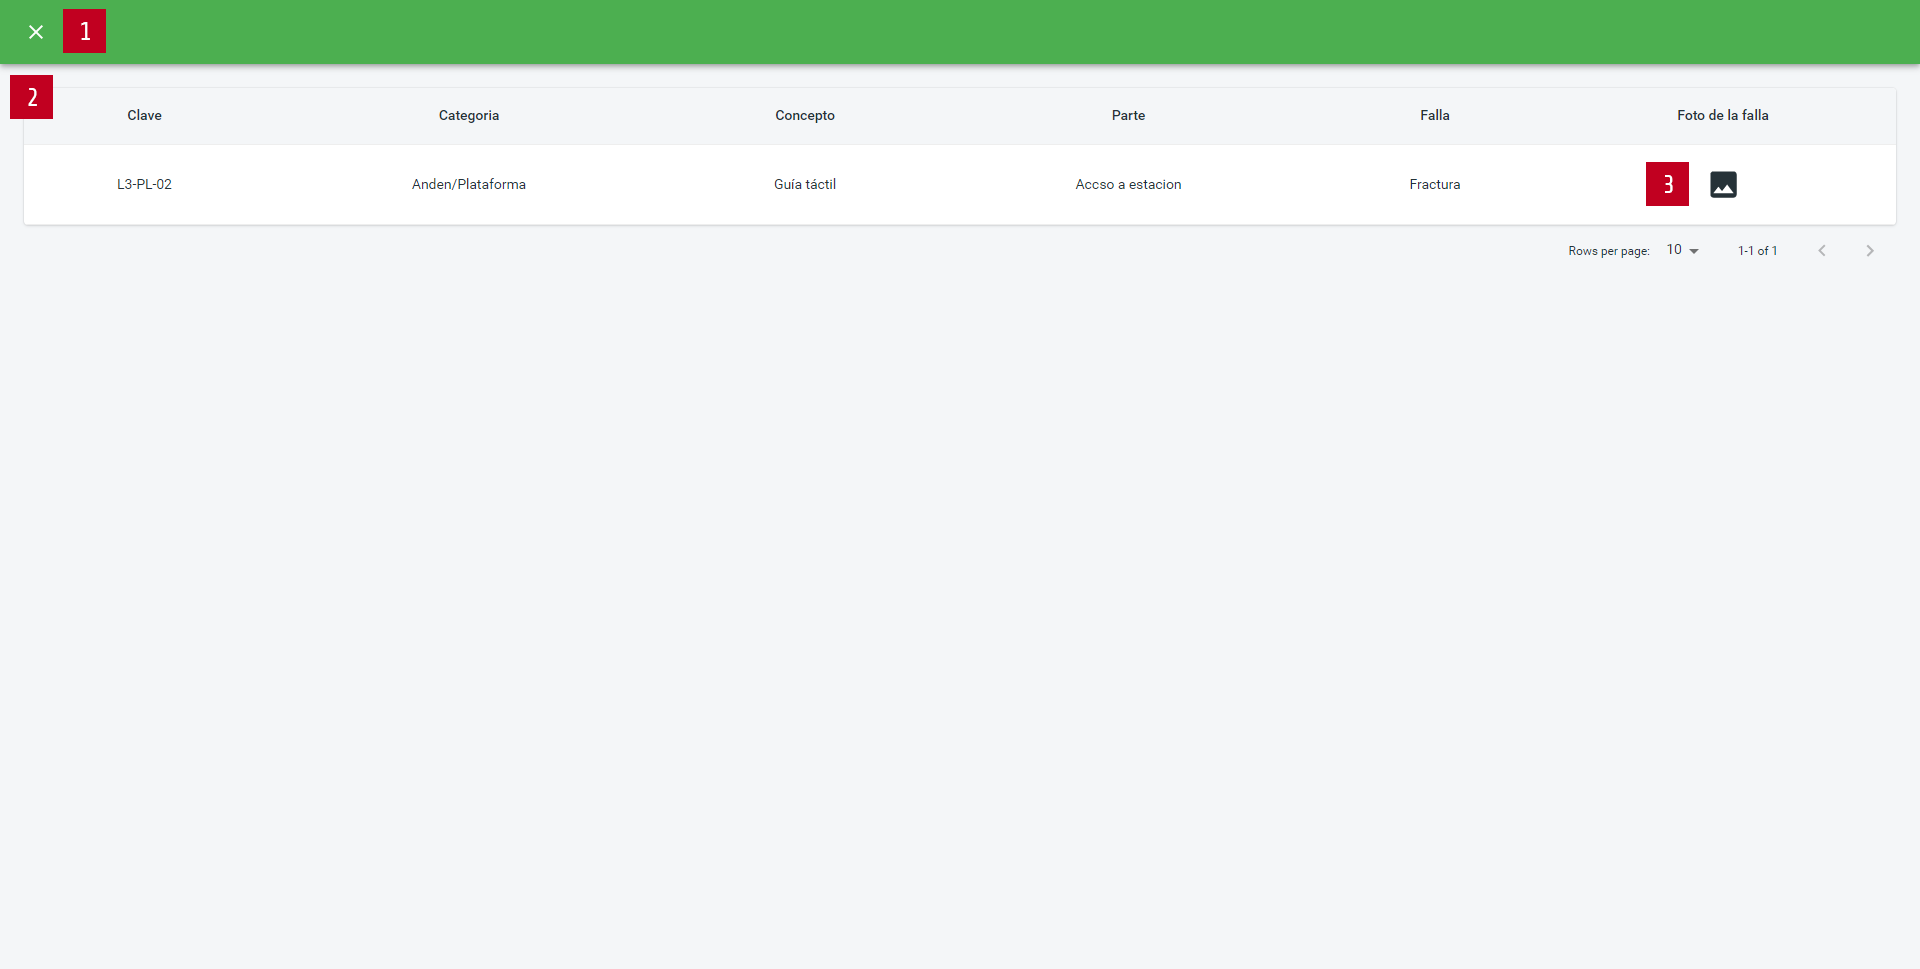 1
2
Clave Categoria Concepto Parte Falla Foto de la falla
L3-PL-02 Anden/Plataforma Guía táctil Accso a estacion Fractura 3
Rows per page: 10 1-1 of 1